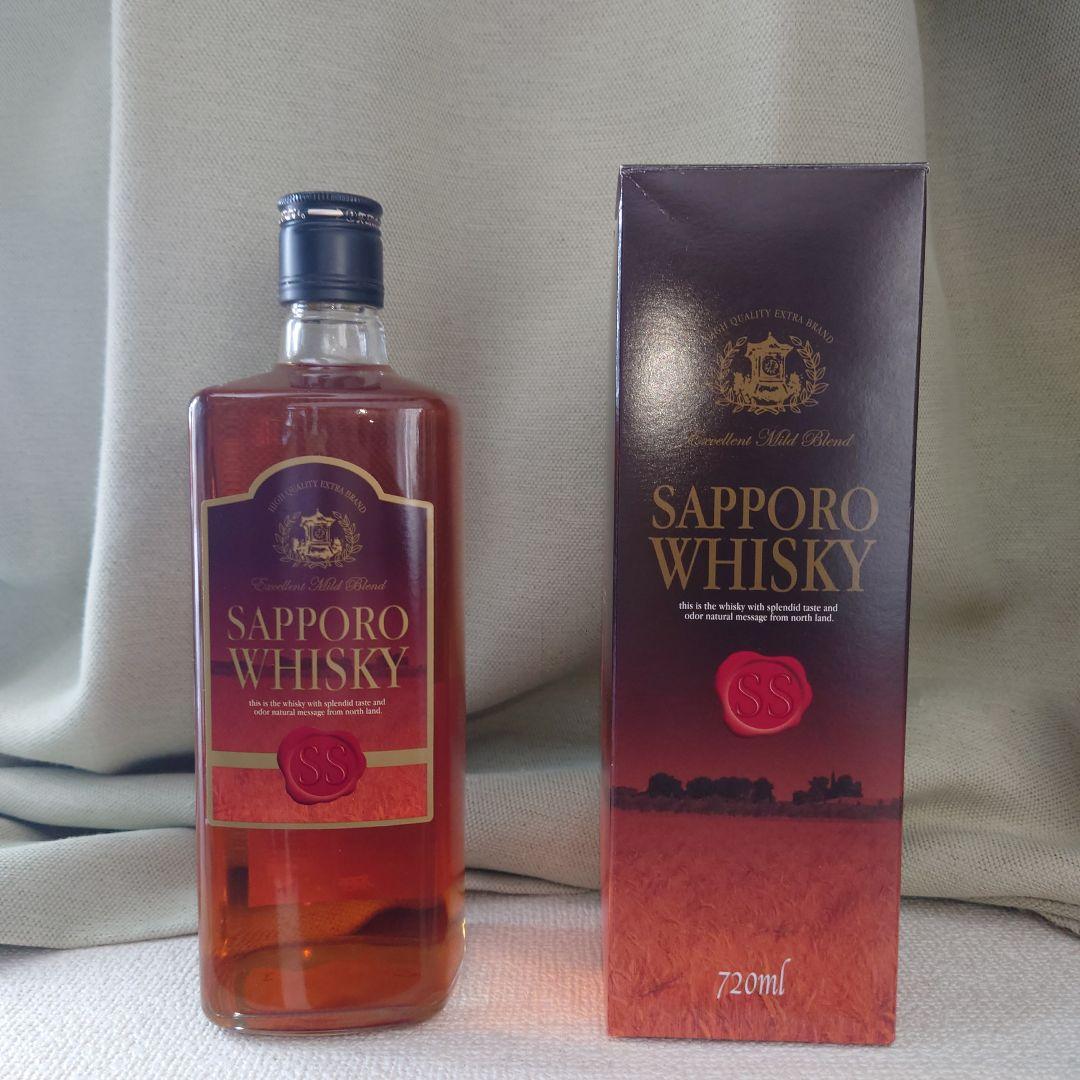 HIGH QUALITY EXTRA BRAND
Excellent Mild Blend
SAPPORO
WHISKY
this is the whisky with splendid taste and
odor natural message from north land.
SS
HIGH QUALITY EXTRA BRAND
Excellent Mild Blend
SAPPORO
WHISKY
this is the whisky with splendid taste and
odor natural message from north land.
SS
720ml